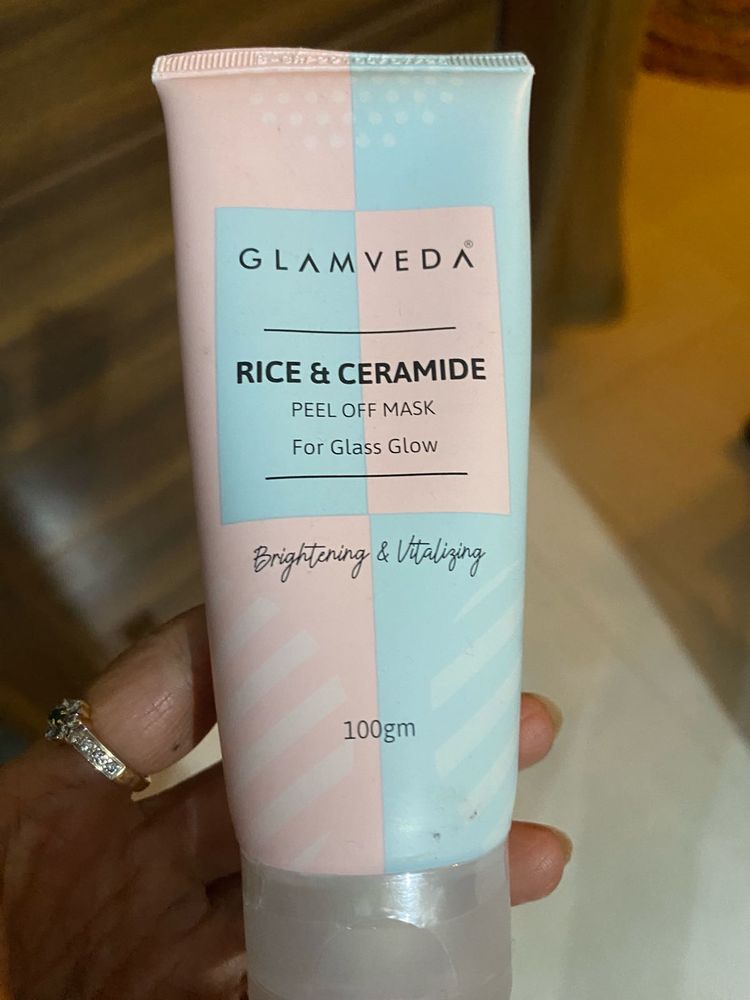 GLAMVEDA®
RICE & CERAMIDE
PEEL OFF MASK
For Glass Glow
Brightening & Vitalizing
100gm